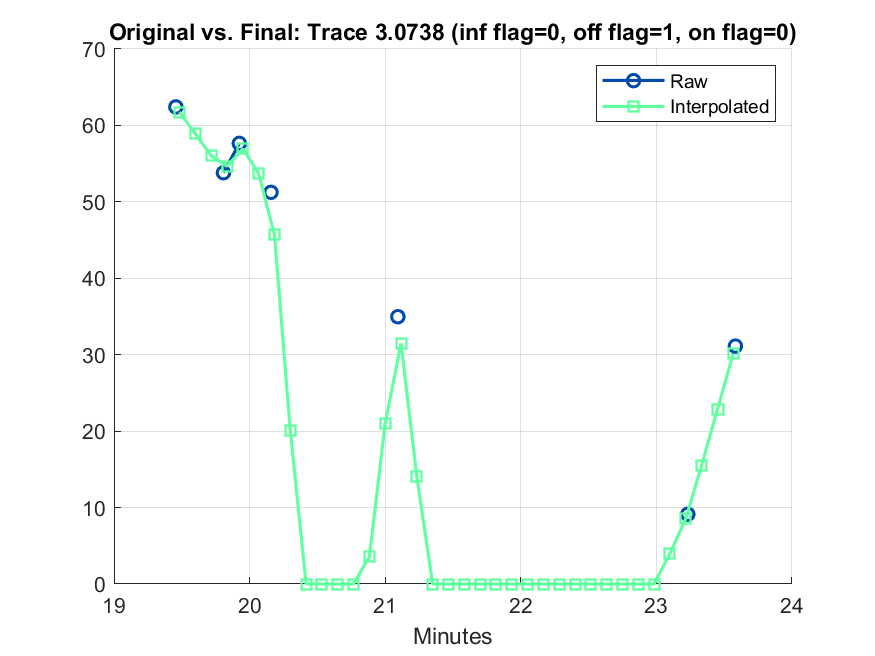 Original vs. Final: Trace 3.0738 (inf flag=0, off flag=1, on flag=0)
70
60
50
40
30
20
10
0
Raw
Interpolated
19 20 21 22 23 24
Minutes